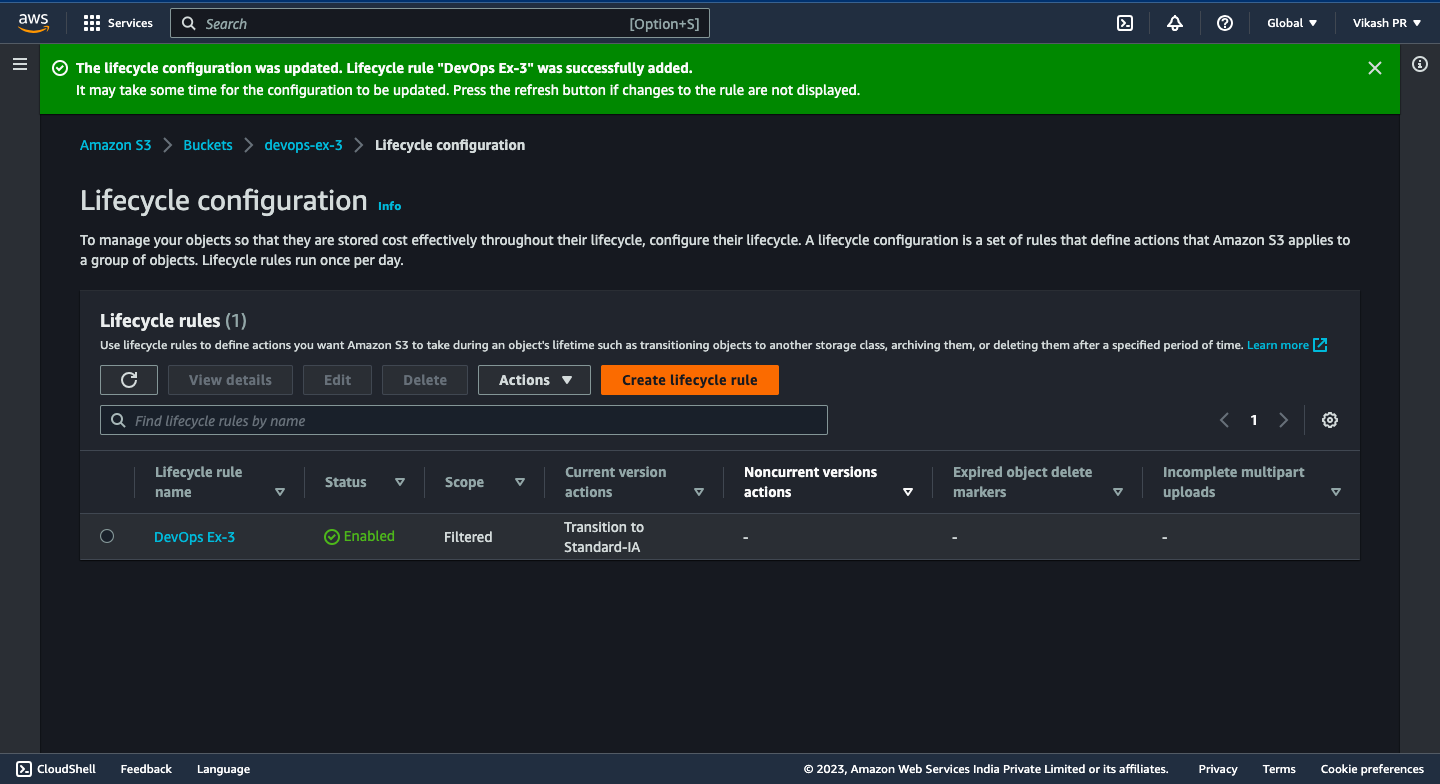 aws
Services
Search
[Option+S]
Global
Vikash PR
The lifecycle configuration was updated. Lifecycle rule "DevOps Ex-3" was successfully added.
It may take some time for the configuration to be updated. Press the refresh button if changes to the rule are not displayed.
Amazon S3
Buckets
devops-ex-3
Lifecycle configuration
Lifecycle configuration Info
To manage your objects so that they are stored cost effectively throughout their lifecycle, configure their lifecycle. A lifecycle configuration is a set of rules that define actions that Amazon S3 applies to
a group of objects. Lifecycle rules run once per day.
Lifecycle rules (1)
Use lifecycle rules to define actions you want Amazon S3 to take during an object's lifetime such as transitioning objects to another storage class, archiving them, or deleting them after a specified period of time. Learn more
View details
Edit
Delete
Actions
Create lifecycle rule
Find lifecycle rules by name
1
Lifecycle rule
name
Status
Scope
Current version
actions
Noncurrent versions
actions
Expired object delete
markers
Incomplete multipart
uploads
DevOps Ex-3
Enabled
Filtered
Transition to
Standard-IA
-
-
-
CloudShell
Feedback
Language
© 2023, Amazon Web Services India Private Limited or its affiliates.
Privacy
Terms
Cookie preferences